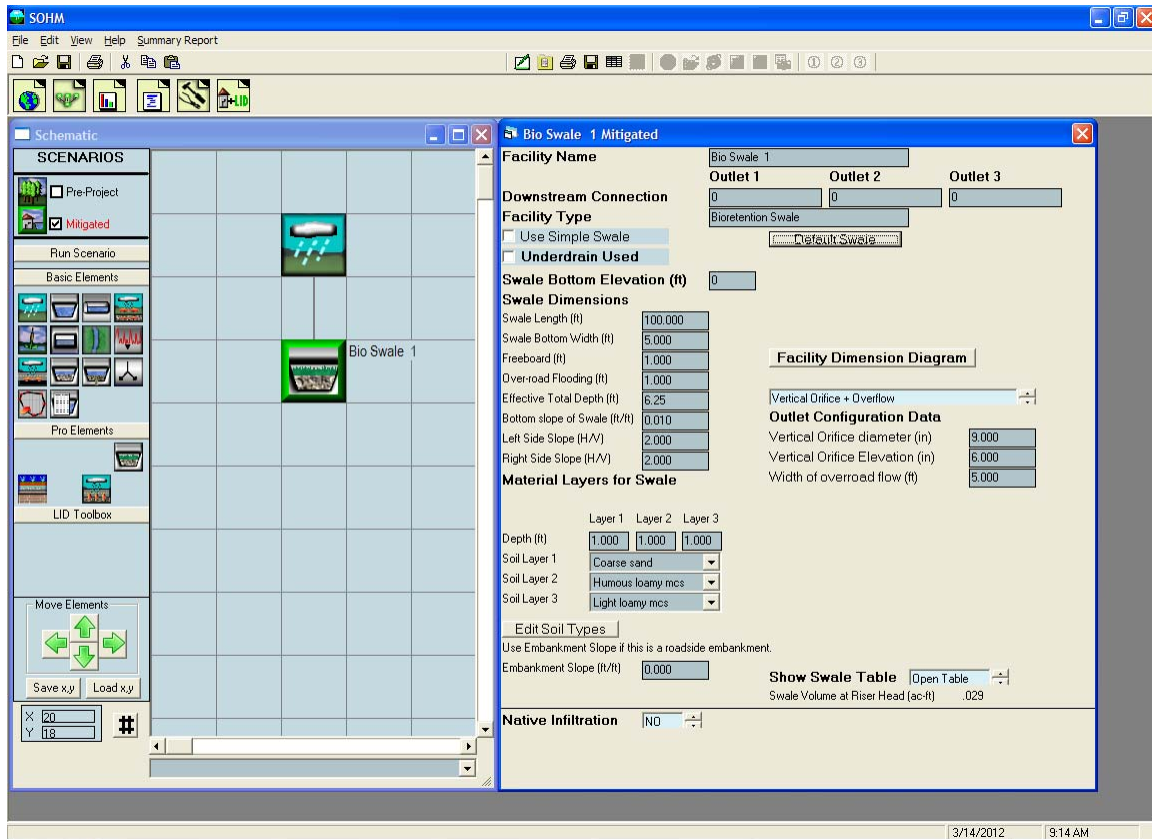 SOHM
File Edit View Help Summary Report
Schematic
SCENARIOS
Pre-Project
Mitigated
Run Scenario
Basic Elements
Pro Elements
LID Toolbox
Move Elements
Save x,y Load x,y
X 20
Y 18
#
Bio Swale 1
+LID
Bio Swale 1 Mitigated
Facility Name Bio Swale 1
Outlet 1 Outlet 2 Outlet 3
Downstream Connection 0 0 0
Facility Type Bioretention Swale
Use Simple Swale Default Swale
Underdrain Used
Swale Bottom Elevation (ft) 0
Swale Dimensions
Swale Length (ft) 100.000
Swale Bottom Width (ft) 5.000
Freeboard (ft) 1.000
Over-road Flooding (ft) 1.000
Effective Total Depth (ft) 6.25
Bottom slope of Swale (ft/ft) 0.010
Left Side Slope (H/V) 2.000
Right Side Slope (H/V) 2.000
Facility Dimension Diagram
Vertical Orifice + Overflow
Outlet Configuration Data
Vertical Orifice diameter (in) 9.000
Vertical Orifice Elevation (in) 6.000
Width of overroad flow (ft) 5.000
Material Layers for Swale
Layer 1 Layer 2 Layer 3
Depth (ft) 1.000 1.000 1.000
Soil Layer 1 Coarse sand
Soil Layer 2 Humous loamy mcs
Soil Layer 3 Light loamy mcs
Edit Soil Types
Use Embankment Slope if this is a roadside embankment.
Embankment Slope (ft/ft) 0.000
Show Swale Table Open Table
Swale Volume at Riser Head (ac-ft) .029
Native Infiltration NO
3/14/2012 9:14 AM